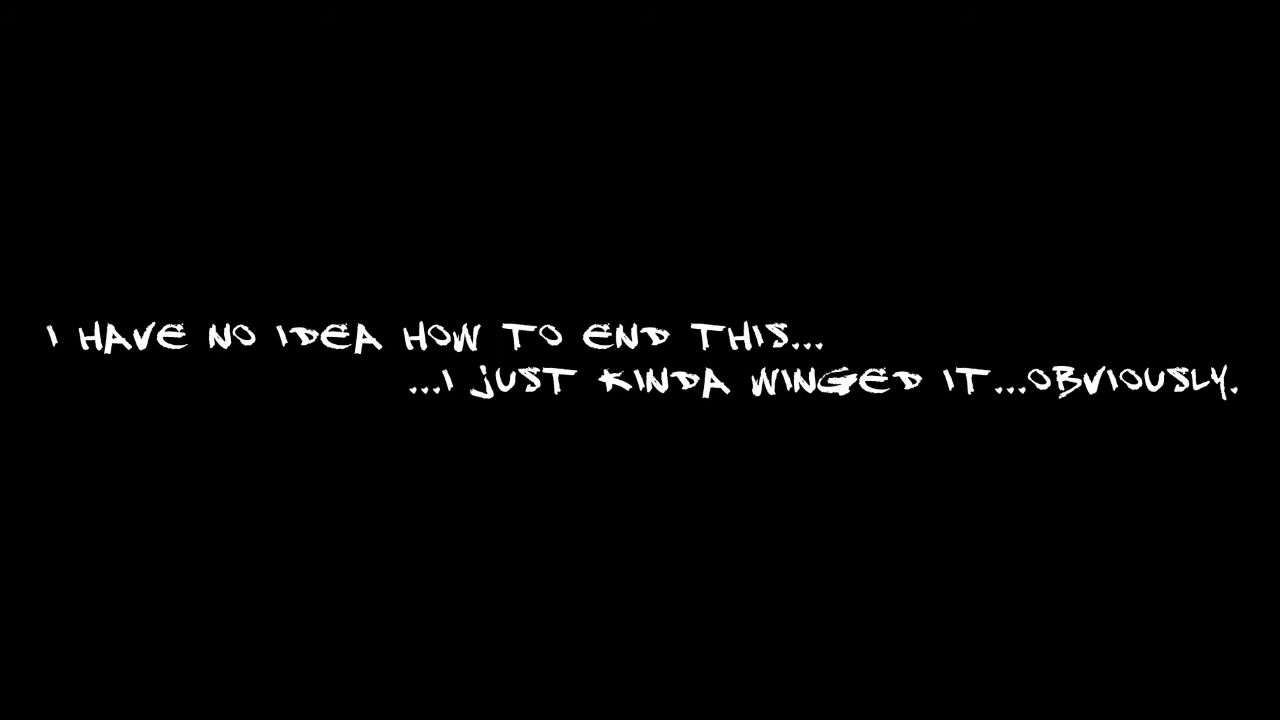 I HAVE NO IDEA HOW TO END THIS...
...I JUST KINDA WINGED IT...OBVIOUSLY.